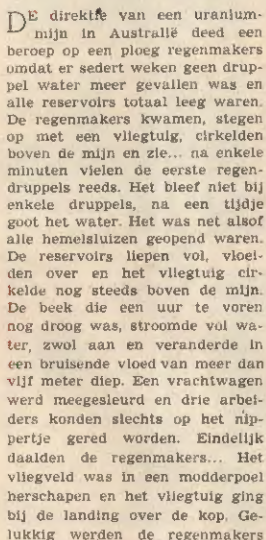 DE direktie van een uranium-
mijn in Australië deed een
beroep op een ploeg regenmakers
omdat er sedert weken geen drup-
pel water meer gevallen was en
alle reservoirs totaal leeg waren.
De regenmakers kwamen, stegen
op met een vliegtuig, cirkelden
boven de mijn en zie... na enkele
minuten vielen de eerste regen-
druppels reeds. Het bleef niet bij
enkele druppels, na een tijdje
goot het water. Het was net alsof
alle hemelsluizen geopend waren.
De reservoirs liepen vol, vloei-
den over en het vliegtuig cir-
kelde nog steeds boven de mijn.
De beek die een uur te voren
nog droog was, stroomde vol wa-
ter, zwol aan en veranderde in
een bruisende vloed van meer dan
vijf meter diep. Een vrachtwagen
werd meegesleurd en drie arbei-
ders konden slechts op het nip-
pertje gered worden. Eindelijk
daalden de regenmakers... Het
vliegveld was in een modderpoel
herschapen en het vliegtuig ging
bij de landing over de kop. Ge-
lukkig werden de regenmakers